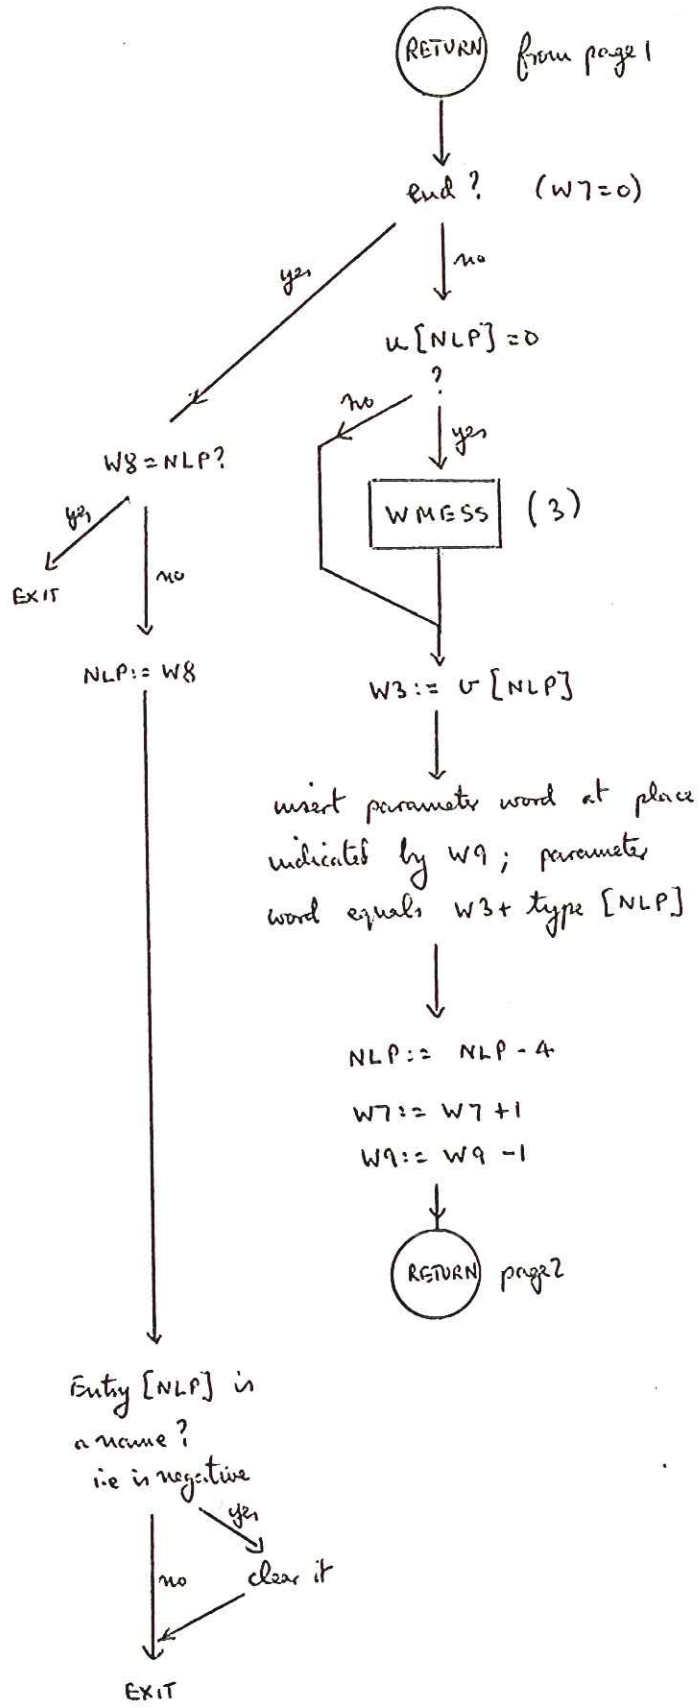 RETURN from page 1
end? (W7=0)
yes
no
u[NLP]=0
?
no
yes
W8=NLP?
WMESS (3)
yes
no
EXIT
NLP:= W8
W3:= U[NLP]
insert parameter word at place
indicated by W9; parameter
word equals W3+ type [NLP]
NLP:= NLP-4
W7:= W7+1
W9:= W9-1
RETURN page 2
Entry [NLP] is
a name?
i.e is negative
yes
no
clear it
EXIT